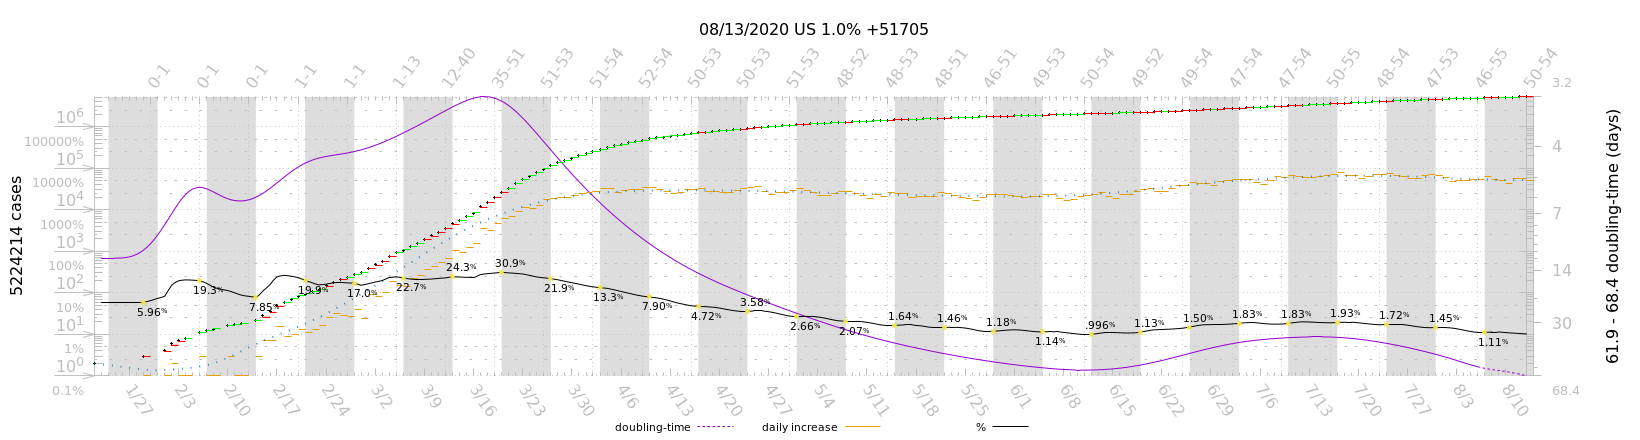 08/13/2020 US 1.0% +51705
0-1 0-1 0-1 1-1 1-1 1-13 12-40 35-51 51-53 51-54 52-54 50-53 50-53 51-53 48-52 48-53 48-51 46-51 49-53 50-54 49-52 49-54 47-54 47-54 50-55 48-54 47-53 46-55 50-54
5224214 cases
10^6
100000%
10^5
10000%
10^4
1000%
10^3
100%
10^2
10%
10^1
1%
10^0
0.1%
5.96% 19.3% 7.85% 19.9% 17.0% 22.7% 24.3% 30.9% 21.9% 13.3% 7.90% 4.72% 3.58% 2.66% 2.07% 1.64% 1.46% 1.18% 1.14% .996% 1.13% 1.50% 1.83% 1.83% 1.93% 1.72% 1.45% 1.11%
3.2
4
7
14
30
68.4
61.9 - 68.4 doubling-time (days)
1/27 2/3 2/10 2/17 2/24 3/2 3/9 3/16 3/23 3/30 4/6 4/13 4/20 4/27 5/4 5/11 5/18 5/25 6/1 6/8 6/15 6/22 6/29 7/6 7/13 7/20 7/27 8/3 8/10
doubling-time daily increase %